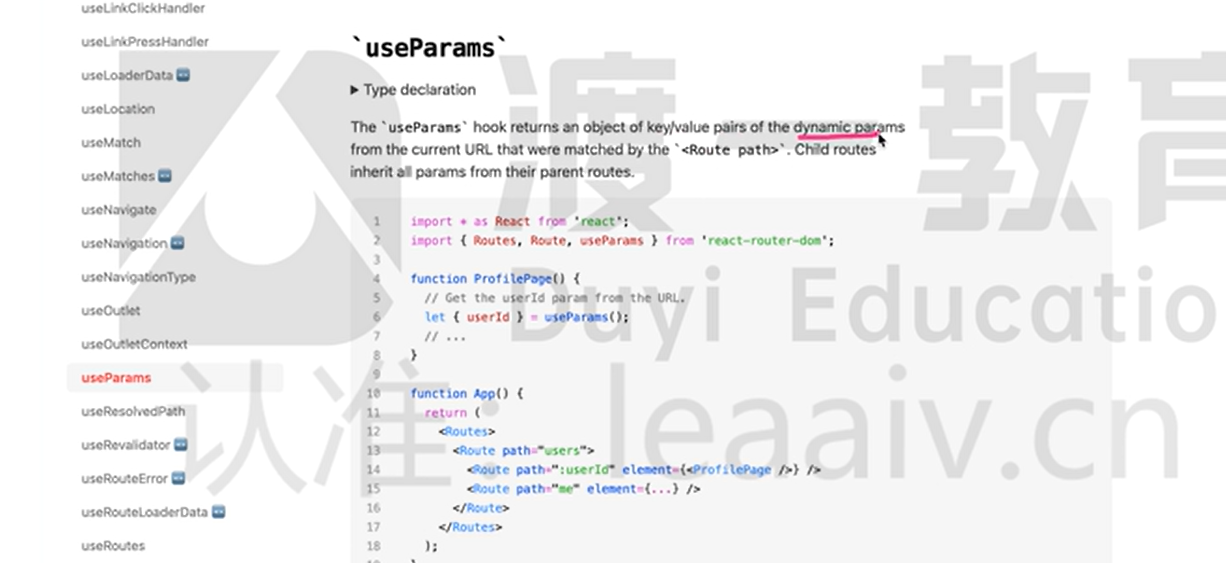 useLinkClickHandler
useLinkPressHandler
useLoaderData
useLocation
useMatch
useMatches
useNavigate
useNavigation
useNavigationType
useOutlet
useOutletContext
useParams
useResolvedPath
useRevalidator
useRouteError
useRouteLoaderData
useRoutes
`useParams`
▶ Type declaration
The `useParams` hook returns an object of key/value pairs of the dynamic params
from the current URL that were matched by the `<Route path>`. Child routes
inherit all params from their parent routes.
1 import * as React from 'react';
2 import { Routes, Route, useParams } from 'react-router-dom';
3
4 function ProfilePage() {
5 // Get the userId param from the URL.
6 let { userId } = useParams();
7 // ...
8 }
9
10 function App() {
11 return (
12 <Routes>
13 <Route path="users">
14 <Route path=":userId" element={<ProfilePage />} />
15 <Route path="me" element={...} />
16 </Route>
17 </Routes>
18 );
渡一教育
Duyi Educatio
认准：leaaiv.cn